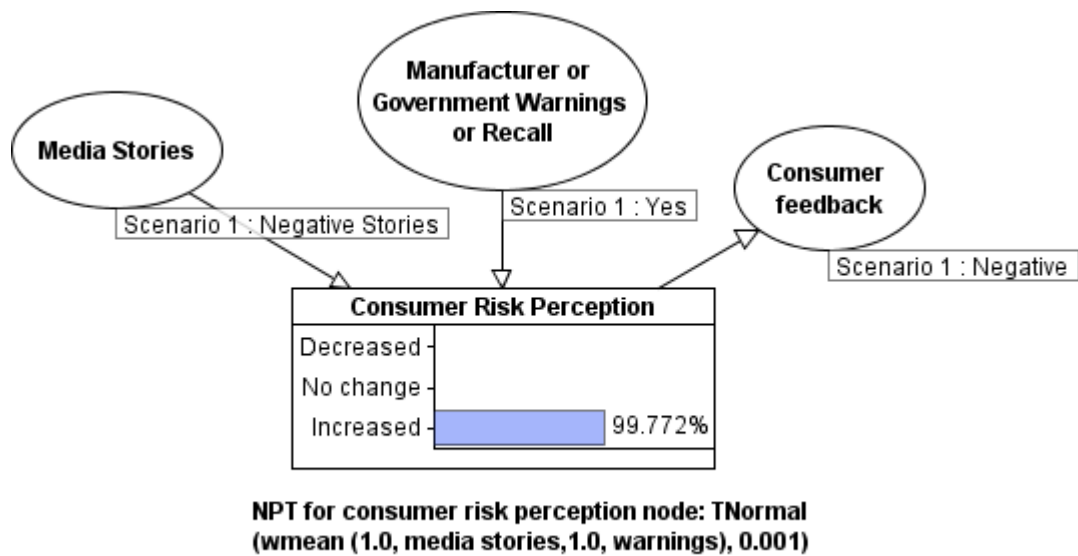 Manufacturer or
Government Warnings
or Recall
Media Stories
Consumer
feedback
Scenario 1 : Negative Stories
Scenario 1 : Yes
Scenario 1 : Negative
Consumer Risk Perception
Decreased
No change
Increased
99.772%
NPT for consumer risk perception node: TNormal
(wmean (1.0, media stories,1.0, warnings), 0.001)